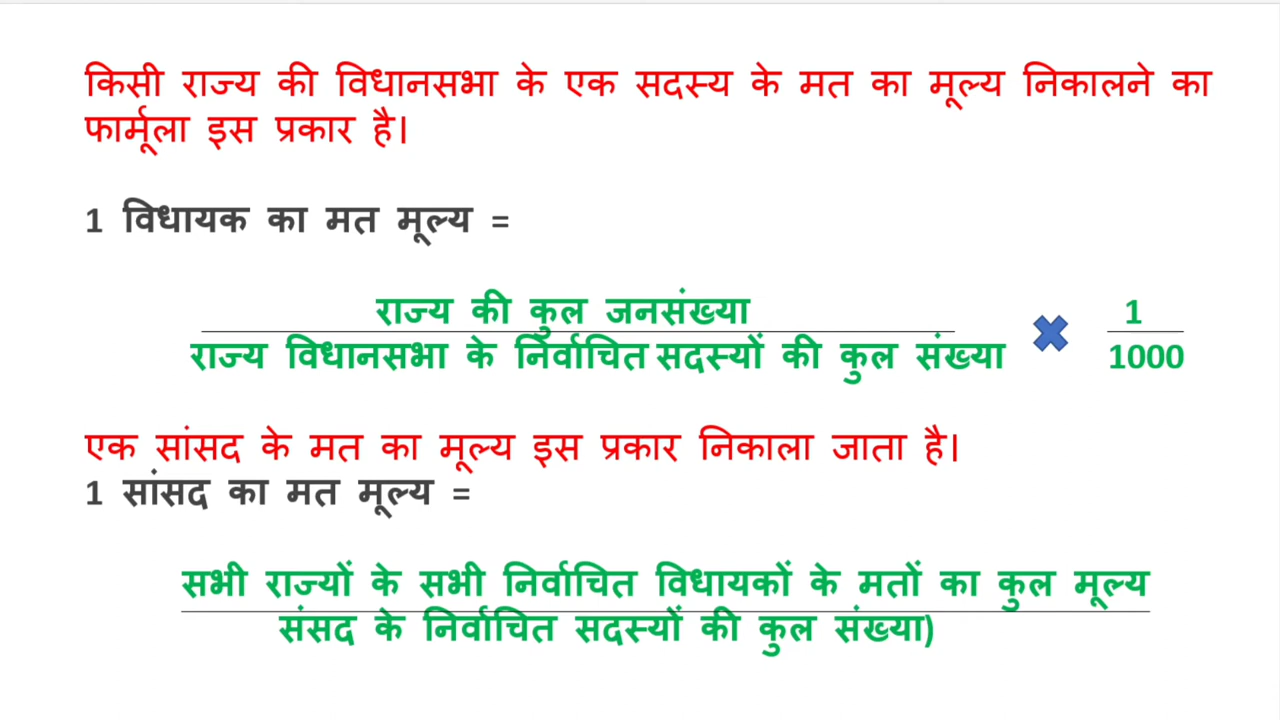 किसी राज्य की विधानसभा के एक सदस्य के मत का मूल्य निकालने का
फार्मूला इस प्रकार है।
1 विधायक का मत मूल्य =
राज्य की कुल जनसंख्या 1
राज्य विधानसभा के निर्वाचित सदस्यों की कुल संख्या ✖ 1000
एक सांसद के मत का मूल्य इस प्रकार निकाला जाता है।
1 सांसद का मत मूल्य =
सभी राज्यों के सभी निर्वाचित विधायकों के मतों का कुल मूल्य
संसद के निर्वाचित सदस्यों की कुल संख्या)